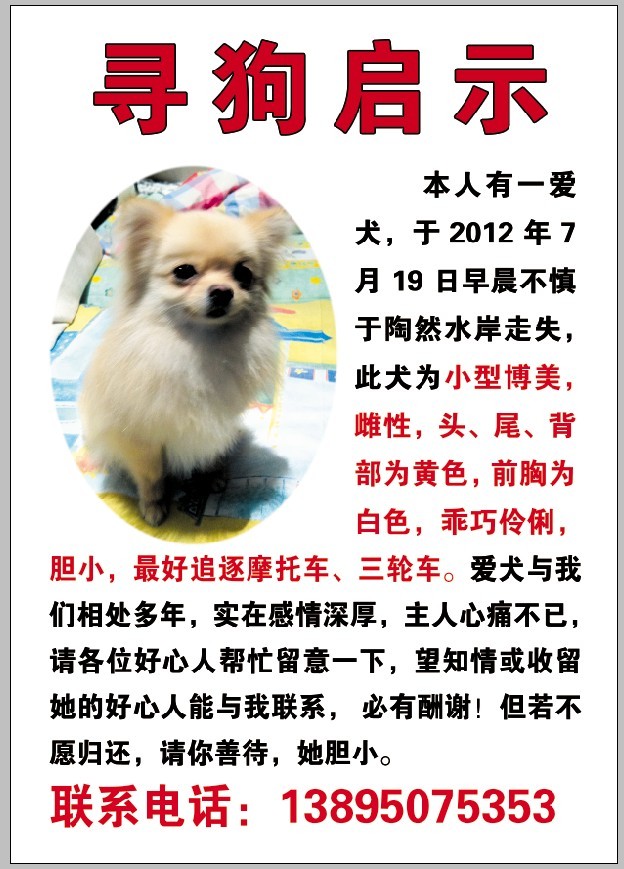 寻狗启示
本人有一爱
犬，于 2012 年 7
月 19 日早晨不慎
于陶然水岸走失，
此犬为小型博美，
雌性，头、尾、背
部为黄色，前胸为
白色，乖巧伶俐，
胆小，最好追逐摩托车、三轮车。爱犬与我
们相处多年，实在感情深厚，主人心痛不已，
请各位好心人帮忙留意一下，望知情或收留
她的好心人能与我联系， 必有酬谢！但若不
愿归还，请你善待，她胆小。
联系电话：13895075353